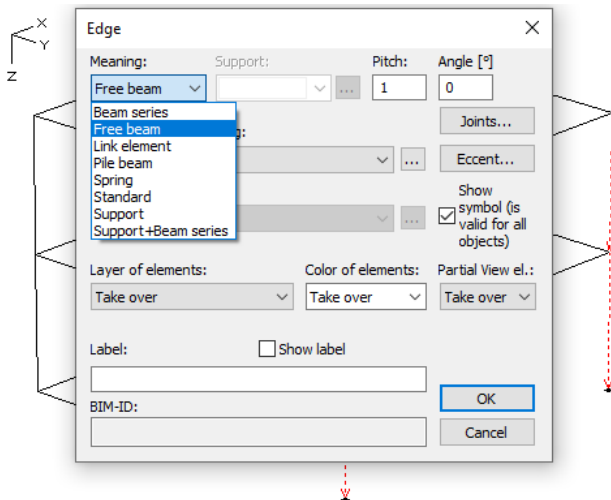 X
Y
Z
Edge
Meaning: Support: Pitch: Angle [°]
Free beam ... 1 0
Beam series
Free beam
Link element
Pile beam
Spring
Standard
Support
Support+Beam series
g:
Joints...
... Eccent...
...
Show
symbol (is
valid for all
objects)
Layer of elements: Color of elements: Partial View el.:
Take over Take over Take over
Label: Show label
BIM-ID:
OK
Cancel